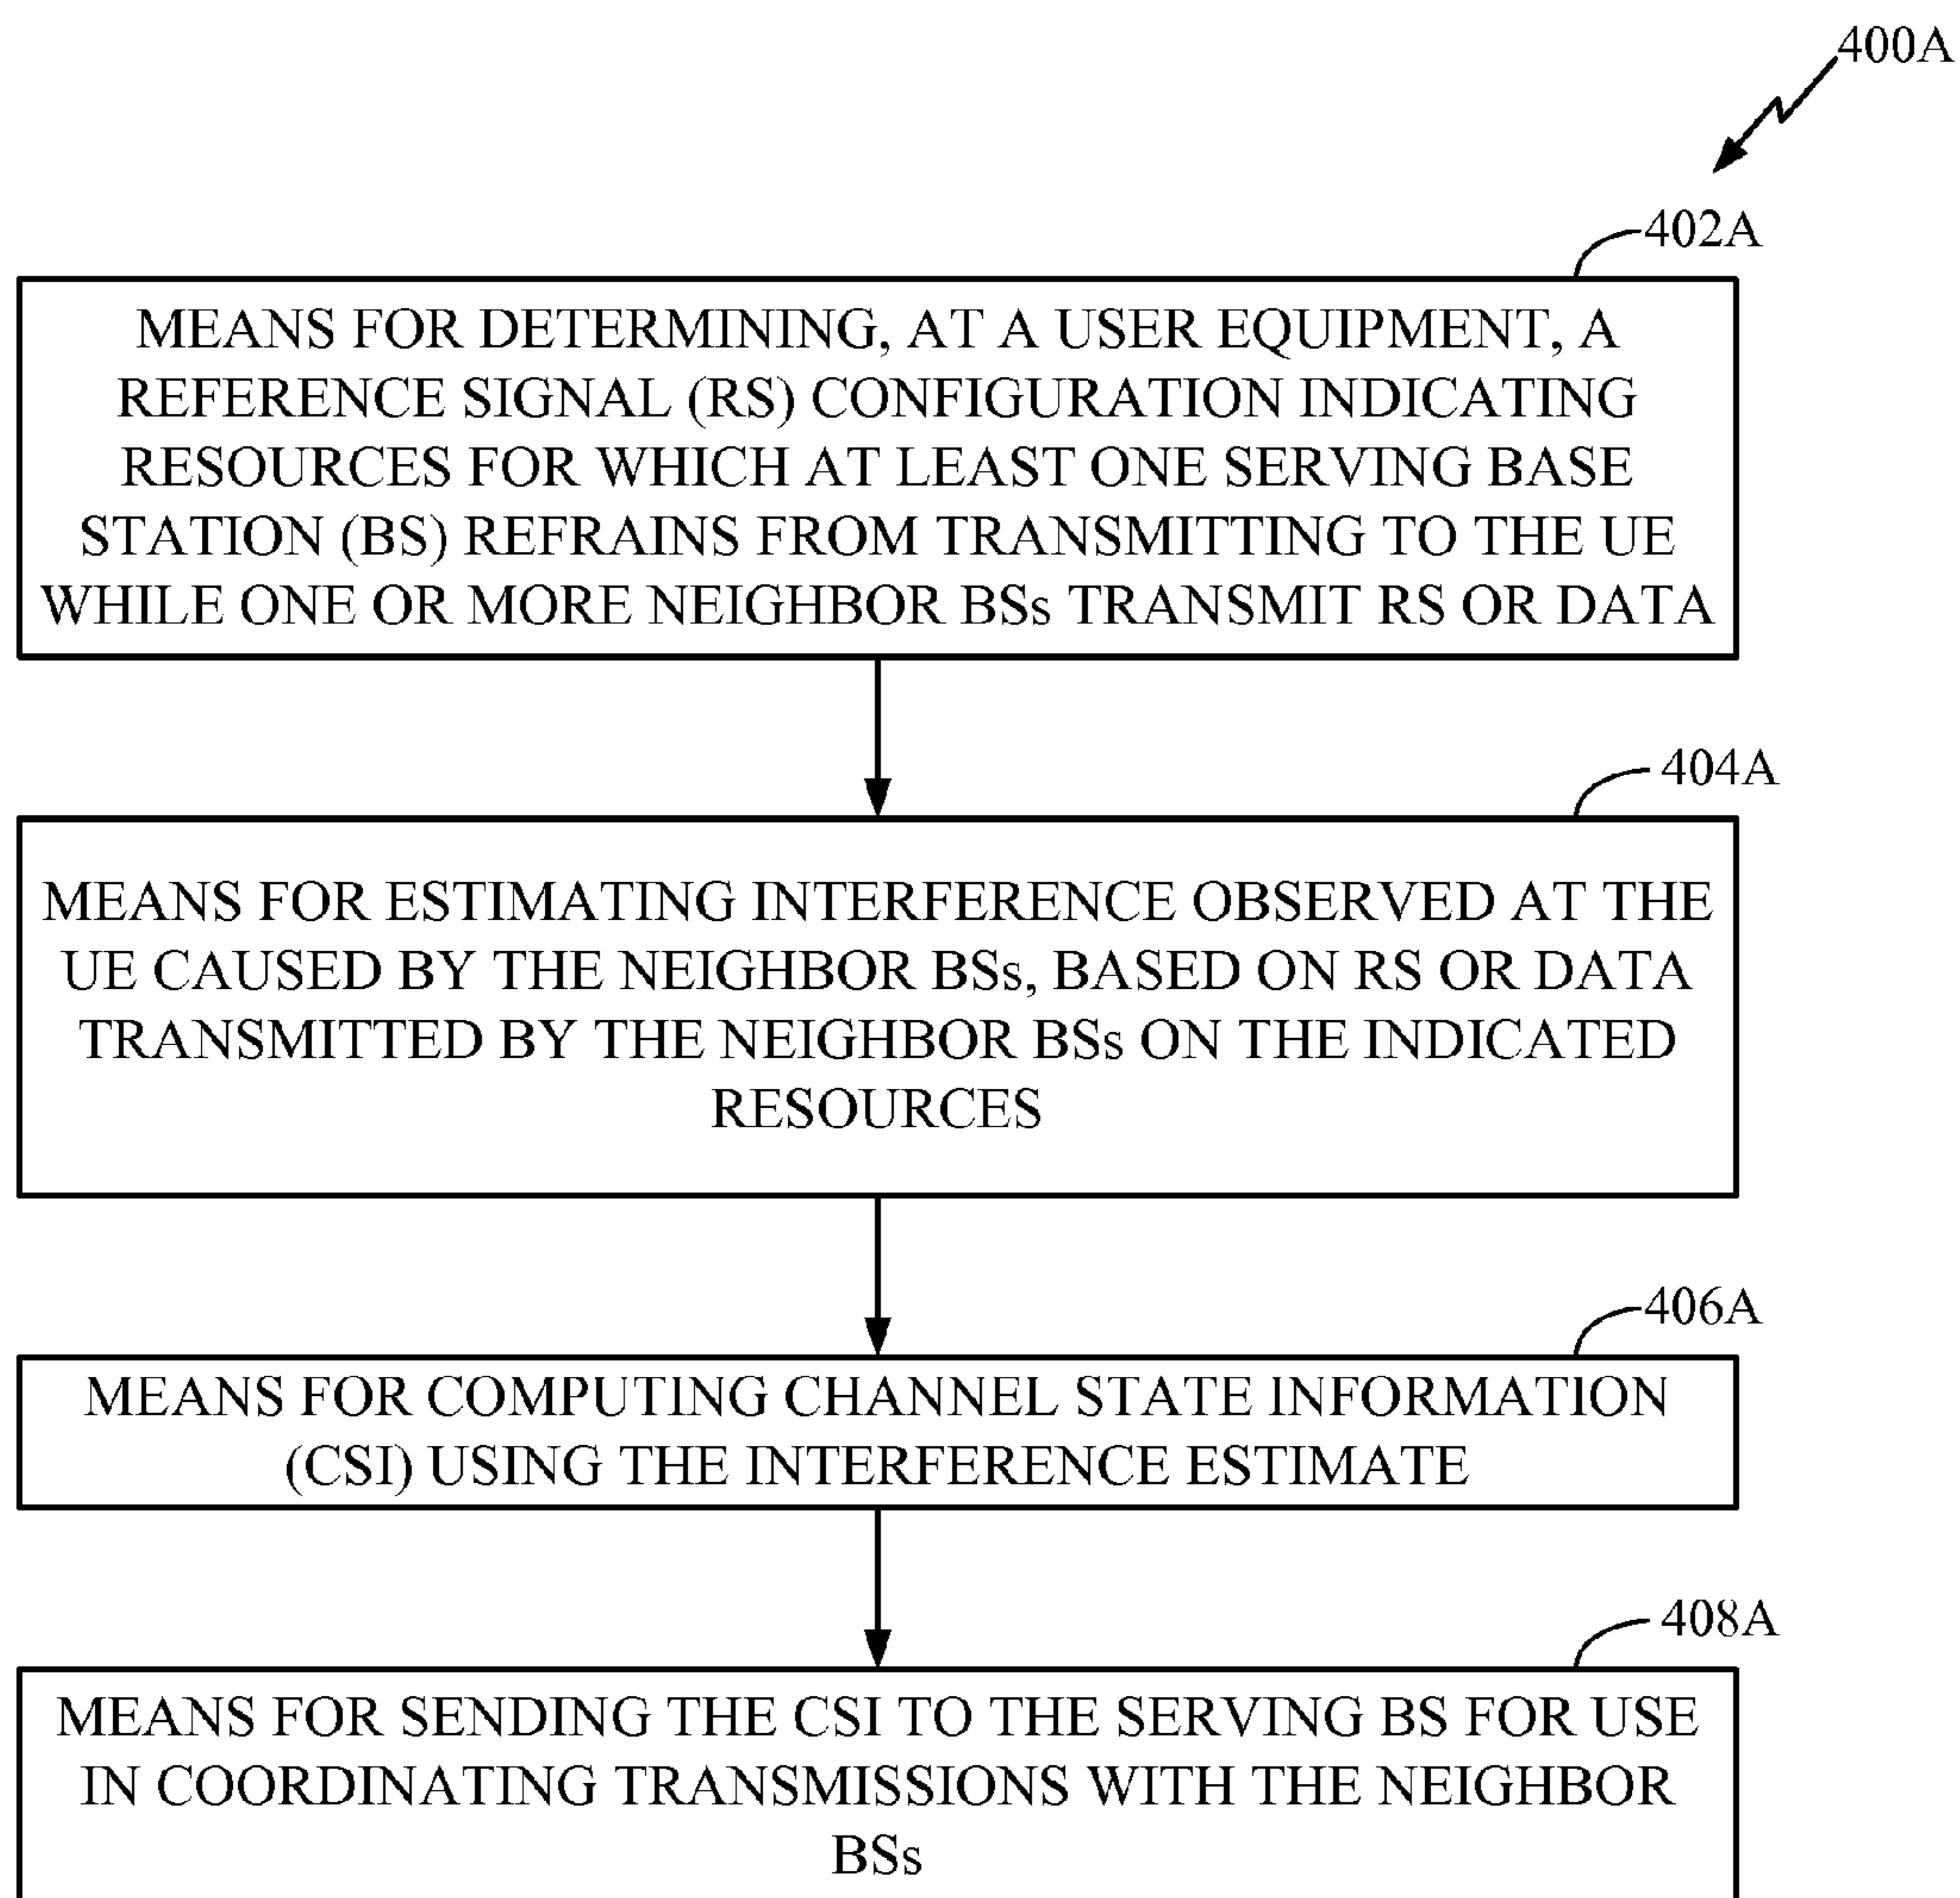 400A
402A
MEANS FOR DETERMINING, AT A USER EQUIPMENT, A
REFERENCE SIGNAL (RS) CONFIGURATION INDICATING
RESOURCES FOR WHICH AT LEAST ONE SERVING BASE
STATION (BS) REFRAINS FROM TRANSMITTING TO THE UE
WHILE ONE OR MORE NEIGHBOR BSs TRANSMIT RS OR DATA
404A
MEANS FOR ESTIMATING INTERFERENCE OBSERVED AT THE
UE CAUSED BY THE NEIGHBOR BSs, BASED ON RS OR DATA
TRANSMITTED BY THE NEIGHBOR BSs ON THE INDICATED
RESOURCES
406A
MEANS FOR COMPUTING CHANNEL STATE INFORMATION
(CSI) USING THE INTERFERENCE ESTIMATE
408A
MEANS FOR SENDING THE CSI TO THE SERVING BS FOR USE
IN COORDINATING TRANSMISSIONS WITH THE NEIGHBOR
BSs